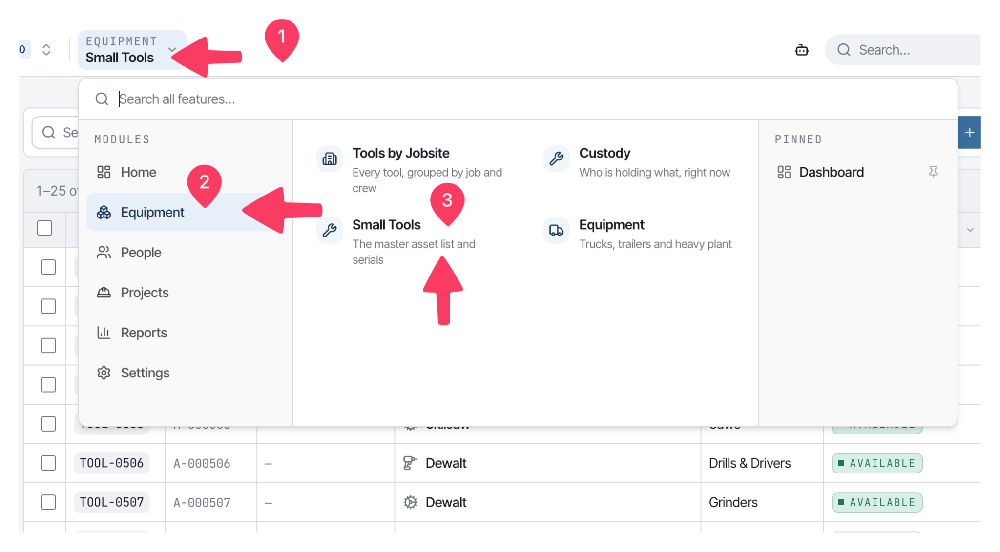 0
EQUIPMENT
Small Tools
1
Search...
Search all features...
Se
MODULES
Home
2
Equipment
People
Projects
Reports
Settings
Tools by Jobsite
Every tool, grouped by job and
crew
Custody
Who is holding what, right now
3
Small Tools
The master asset list and
serials
Equipment
Trucks, trailers and heavy plant
PINNED
Dashboard
+
1–25 o
TOOL-0506 A-000506 – Dewalt Drills & Drivers AVAILABLE
TOOL-0507 A-000507 – Dewalt Grinders AVAILABLE